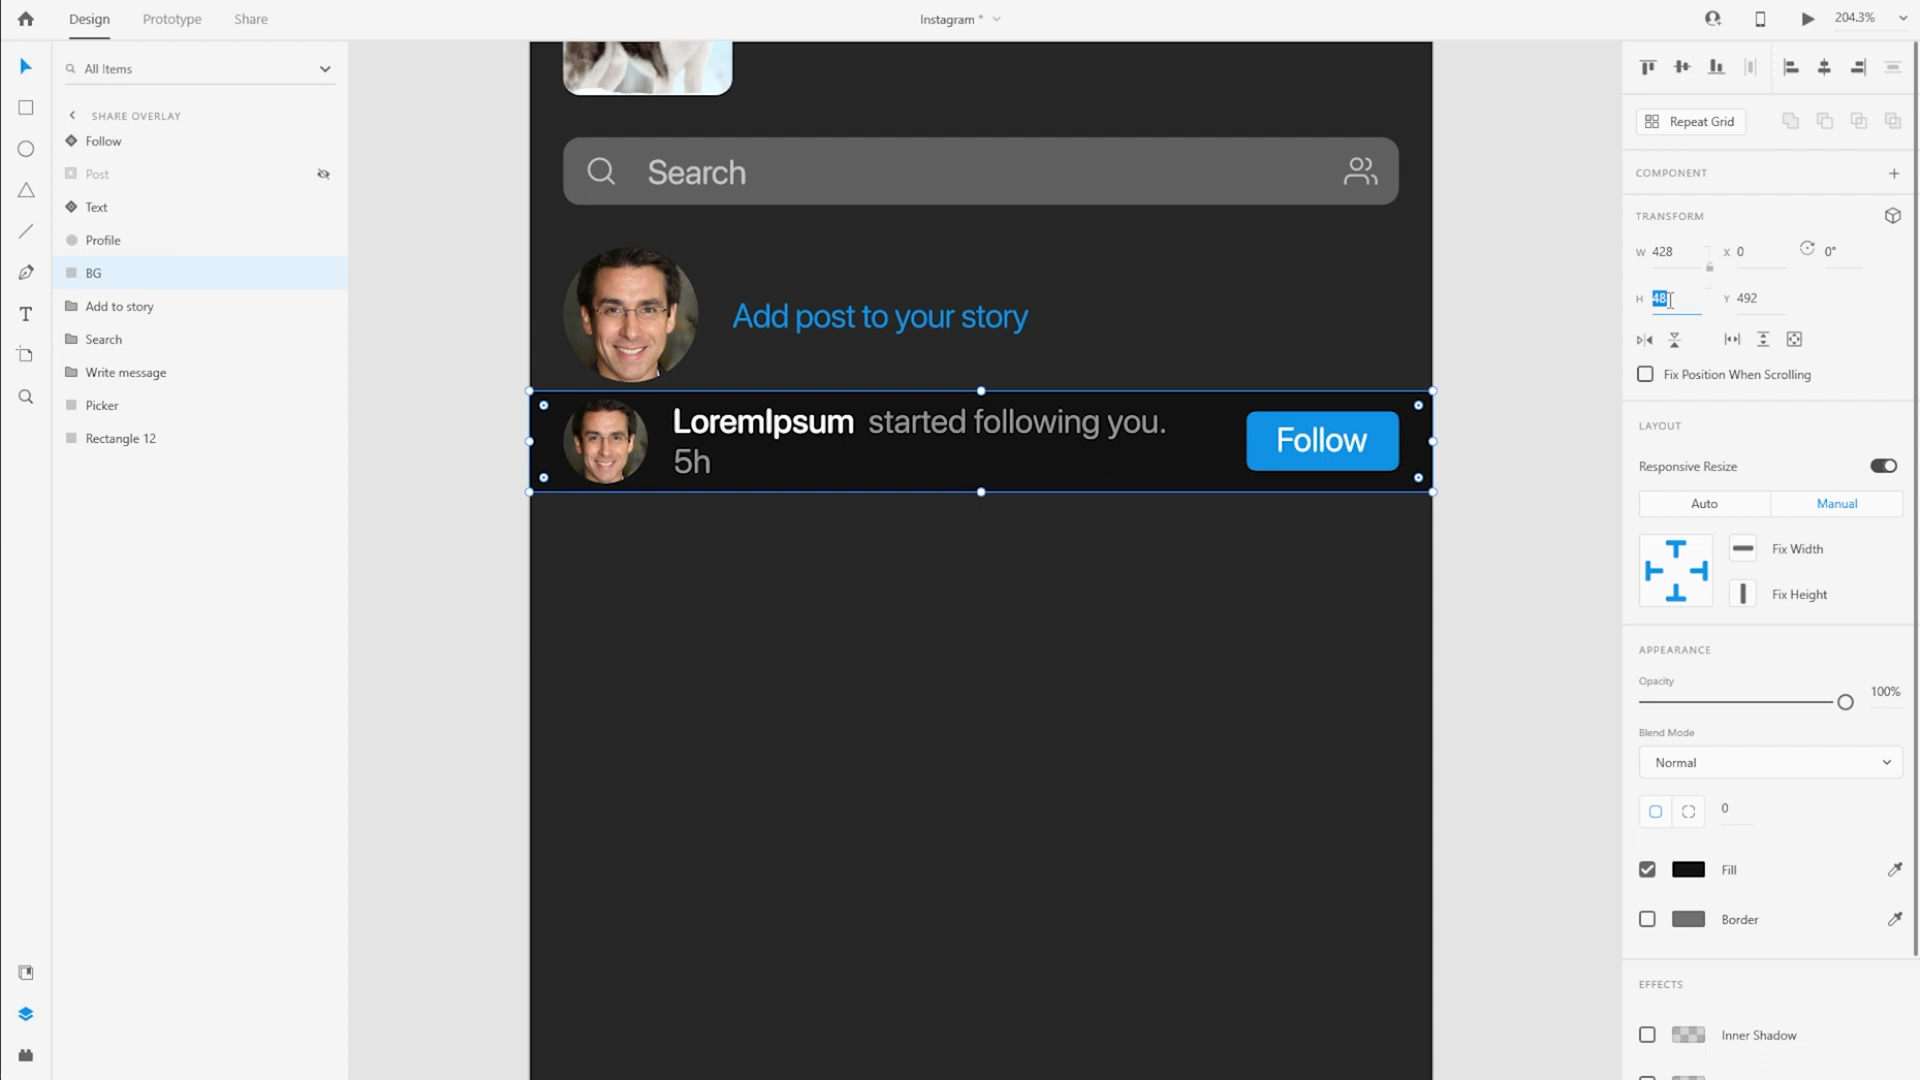 Design
Prototype
Share
Instagram *
204.3%
All Items
SHARE OVERLAY
Follow
Post
Text
Profile
BG
Add to story
Search
Write message
Picker
Rectangle 12
Search
Add post to your story
LoremIpsum started following you.
5h
Follow
Repeat Grid
COMPONENT
TRANSFORM
W 428
X 0
0°
H 48
Y 492
Fix Position When Scrolling
LAYOUT
Responsive Resize
Auto
Manual
Fix Width
Fix Height
APPEARANCE
Opacity
100%
Blend Mode
Normal
0
Fill
Border
EFFECTS
Inner Shadow